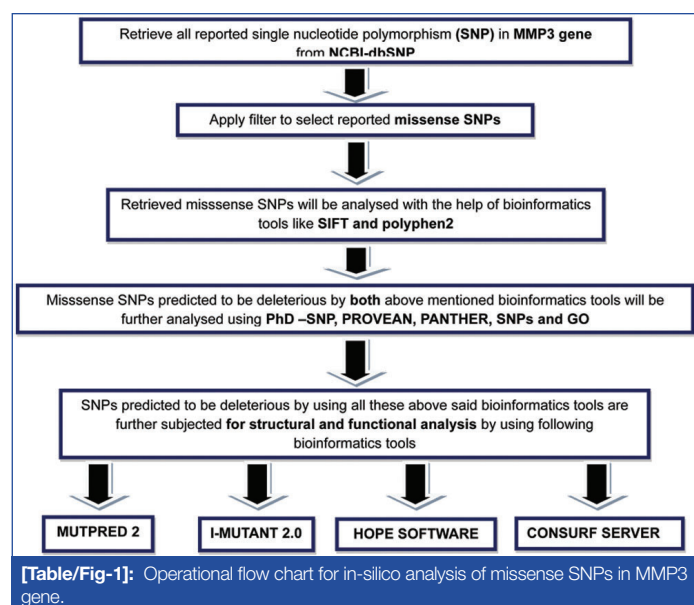 Retrieve all reported single nucleotide polymorphism (SNP) in MMP3 gene
from NCBI-dbSNP
Apply filter to select reported missense SNPs
Retrieved misssense SNPs will be analysed with the help of bioinformatics
tools like SIFT and polyphen2
Misssense SNPs predicted to be deleterious by both above mentioned bioinformatics tools will be
further analysed using PhD –SNP, PROVEAN, PANTHER, SNPs and GO
SNPs predicted to be deleterious by using all these above said bioinformatics tools are
further subjected for structural and functional analysis by using following
bioinformatics tools
MUTPRED 2
I-MUTANT 2.0
HOPE SOFTWARE
CONSURF SERVER
[Table/Fig-1]: Operational flow chart for in-silico analysis of missense SNPs in MMP3
gene.